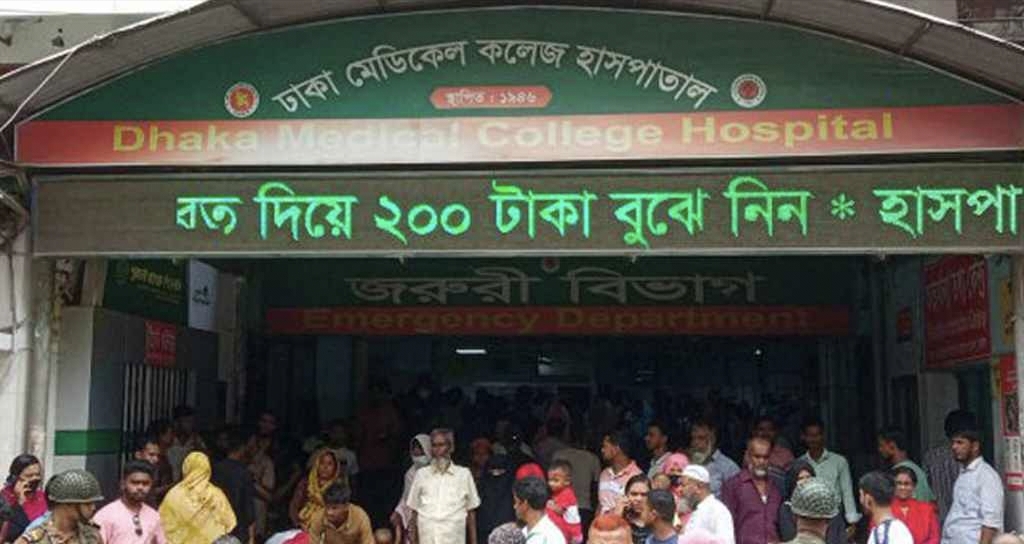 ঢাকা মেডিকেল কলেজ হাসপাতাল
স্থাপিত : ১৯৪৬
Dhaka Medical College Hospital
বত দিয়ে ২০০ টাকা বুঝে নিন * হাসপা
জরুরী বিভাগ
Emergency Department